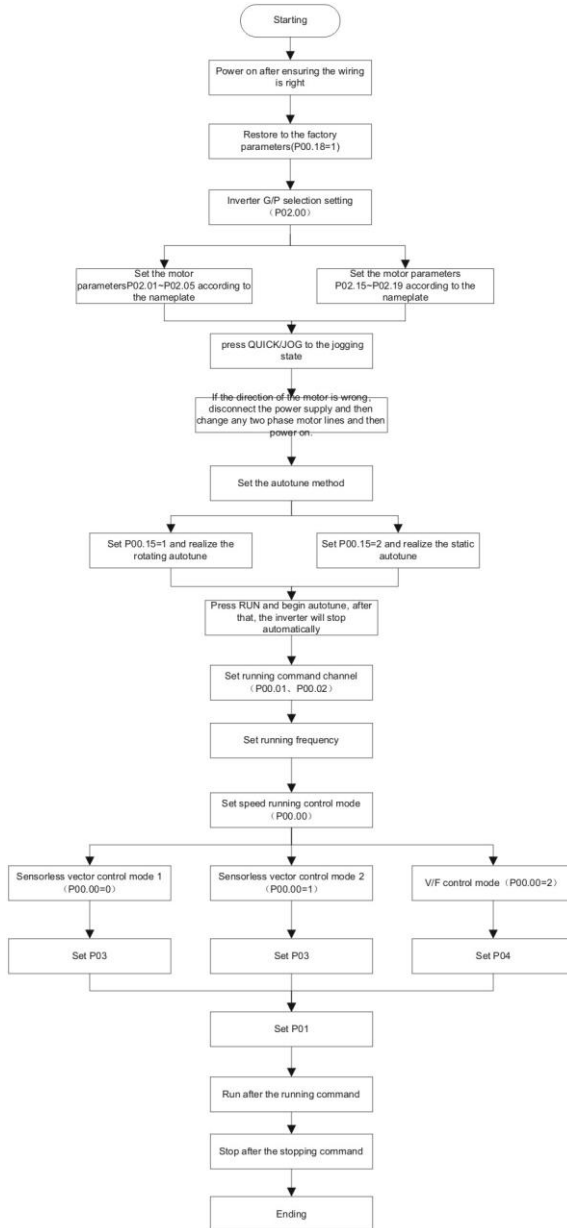 Starting
Power on after ensuring the wiring
is right
Restore to the factory
parameters(P00.18=1)
Inverter G/P selection setting
（P02.00）
Set the motor
parametersP02.01~P02.05 according to
the nameplate
Set the motor parameters
P02.15~P02.19 according to the
nameplate
press QUICK/JOG to the jogging
state
If the direction of the motor is wrong,
disconnect the power supply and then
change any two phase motor lines and then
power on.
Set the autotune method
Set P00.15=1 and realize the
rotating autotune
Set P00.15=2 and realize the static
autotune
Press RUN and begin autotune, after
that, the inverter will stop
automatically
Set running command channel
（P00.01、P00.02）
Set running frequency
Set speed running control mode
（P00.00）
Sensorless vector control mode 1
（P00.00=0）
Sensorless vector control mode 2
（P00.00=1）
V/F control mode（P00.00=2）
Set P03
Set P03
Set P04
Set P01
Run after the running command
Stop after the stopping command
Ending